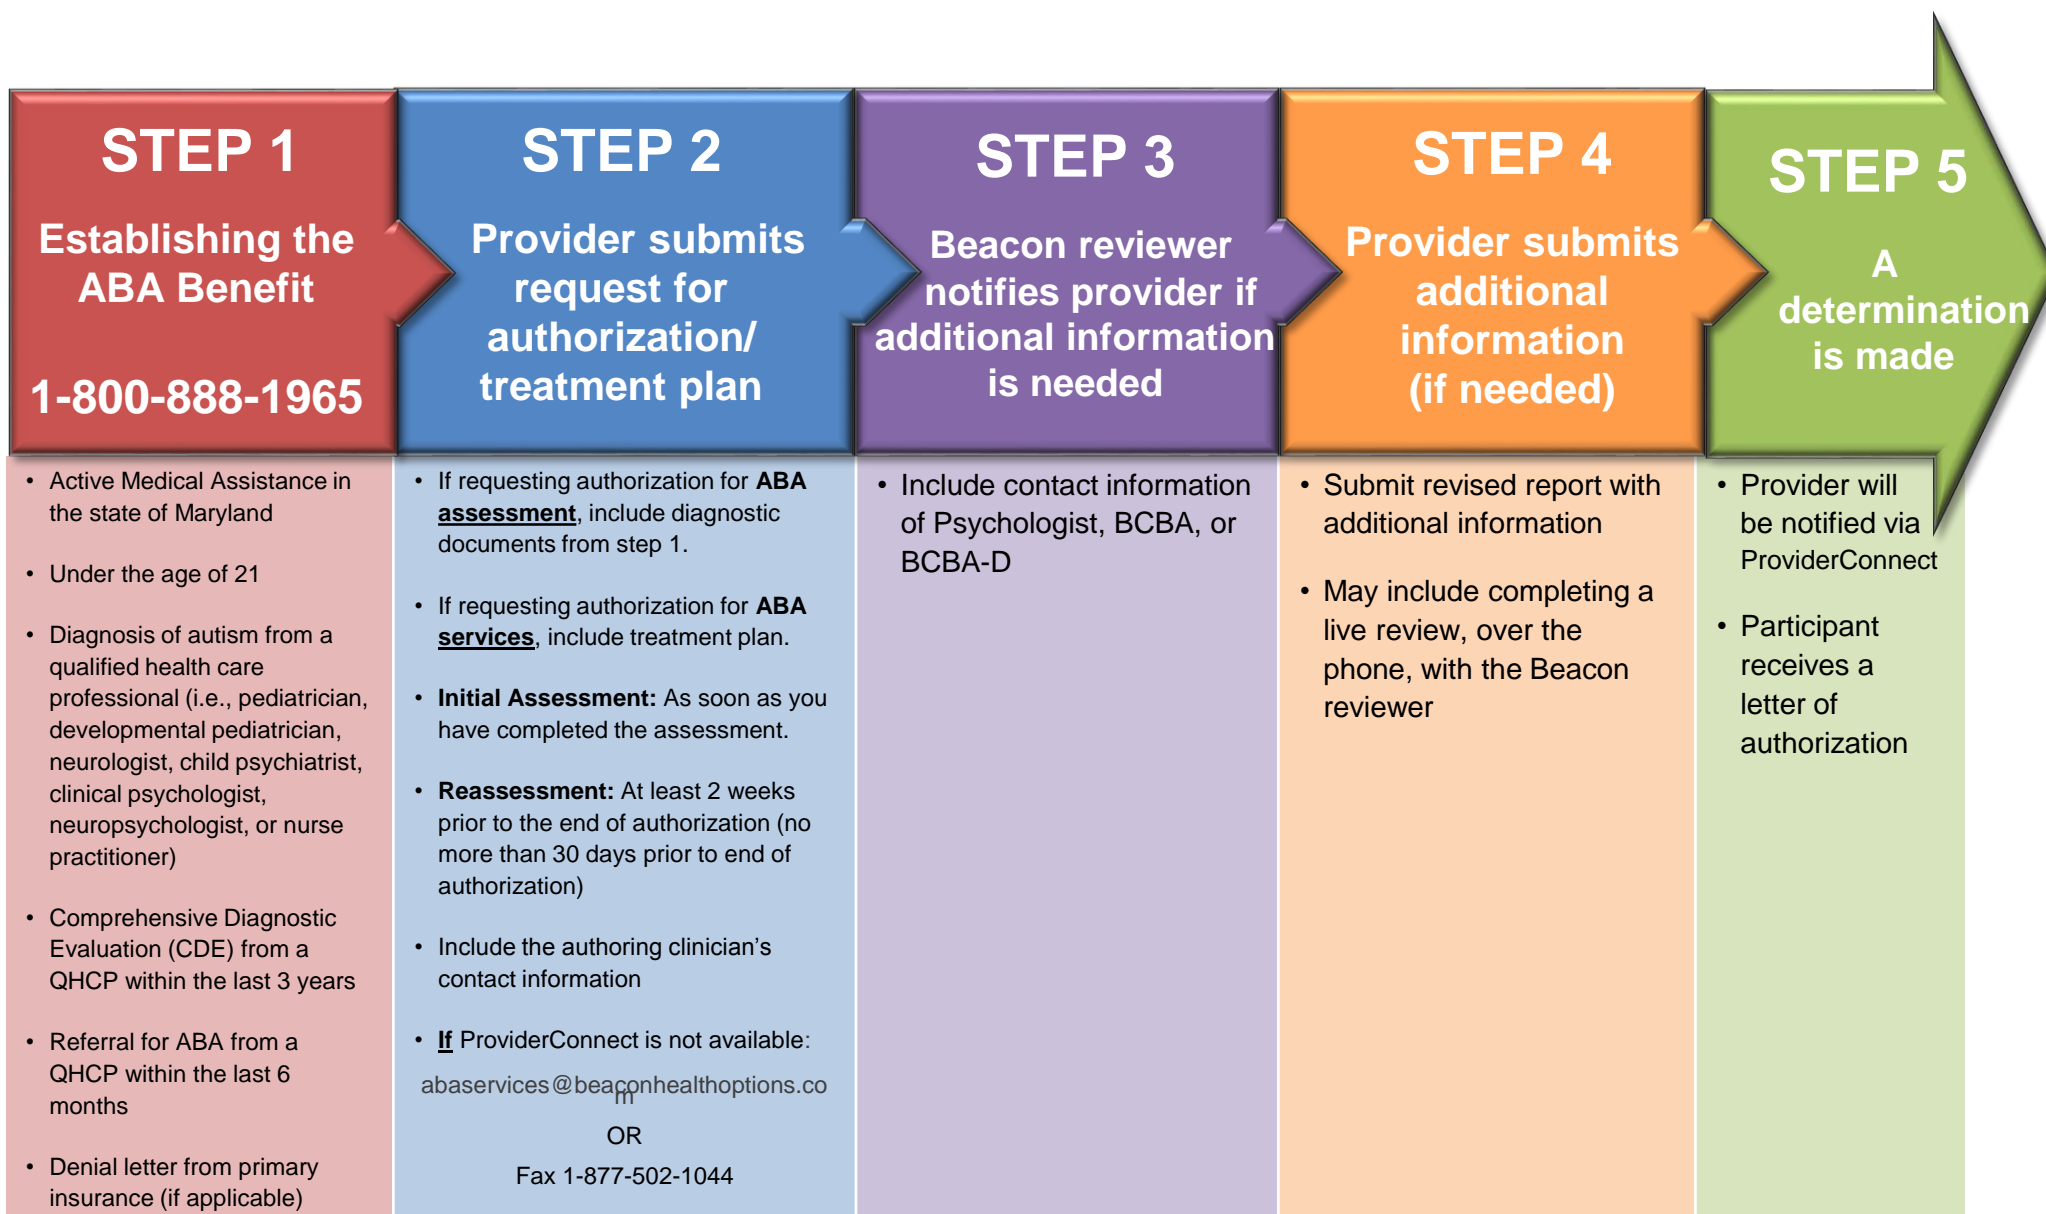 STEP 1
Establishing the
ABA Benefit
1-800-888-1965
• Active Medical Assistance in
the state of Maryland
• Under the age of 21
• Diagnosis of autism from a
qualified health care
professional (i.e., pediatrician,
developmental pediatrician,
neurologist, child psychiatrist,
clinical psychologist,
neuropsychologist, or nurse
practitioner)
• Comprehensive Diagnostic
Evaluation (CDE) from a
QHCP within the last 3 years
• Referral for ABA from a
QHCP within the last 6
months
• Denial letter from primary
insurance (if applicable)
STEP 2
Provider submits
request for
authorization/
treatment plan
• If requesting authorization for ABA
assessment, include diagnostic
documents from step 1.
• If requesting authorization for ABA
services, include treatment plan.
• Initial Assessment: As soon as you
have completed the assessment.
• Reassessment: At least 2 weeks
prior to the end of authorization (no
more than 30 days prior to end of
authorization)
• Include the authoring clinician’s
contact information
• If ProviderConnect is not available:
abaservices@beaconhealthoptions.co
m
OR
Fax 1-877-502-1044
STEP 3
Beacon reviewer
notifies provider if
additional information
is needed
• Include contact information
of Psychologist, BCBA, or
BCBA-D
STEP 4
Provider submits
additional
information
(if needed)
• Submit revised report with
additional information
• May include completing a
live review, over the
phone, with the Beacon
reviewer
STEP 5
A
determination
is made
• Provider will
be notified via
ProviderConnect
• Participant
receives a
letter of
authorization